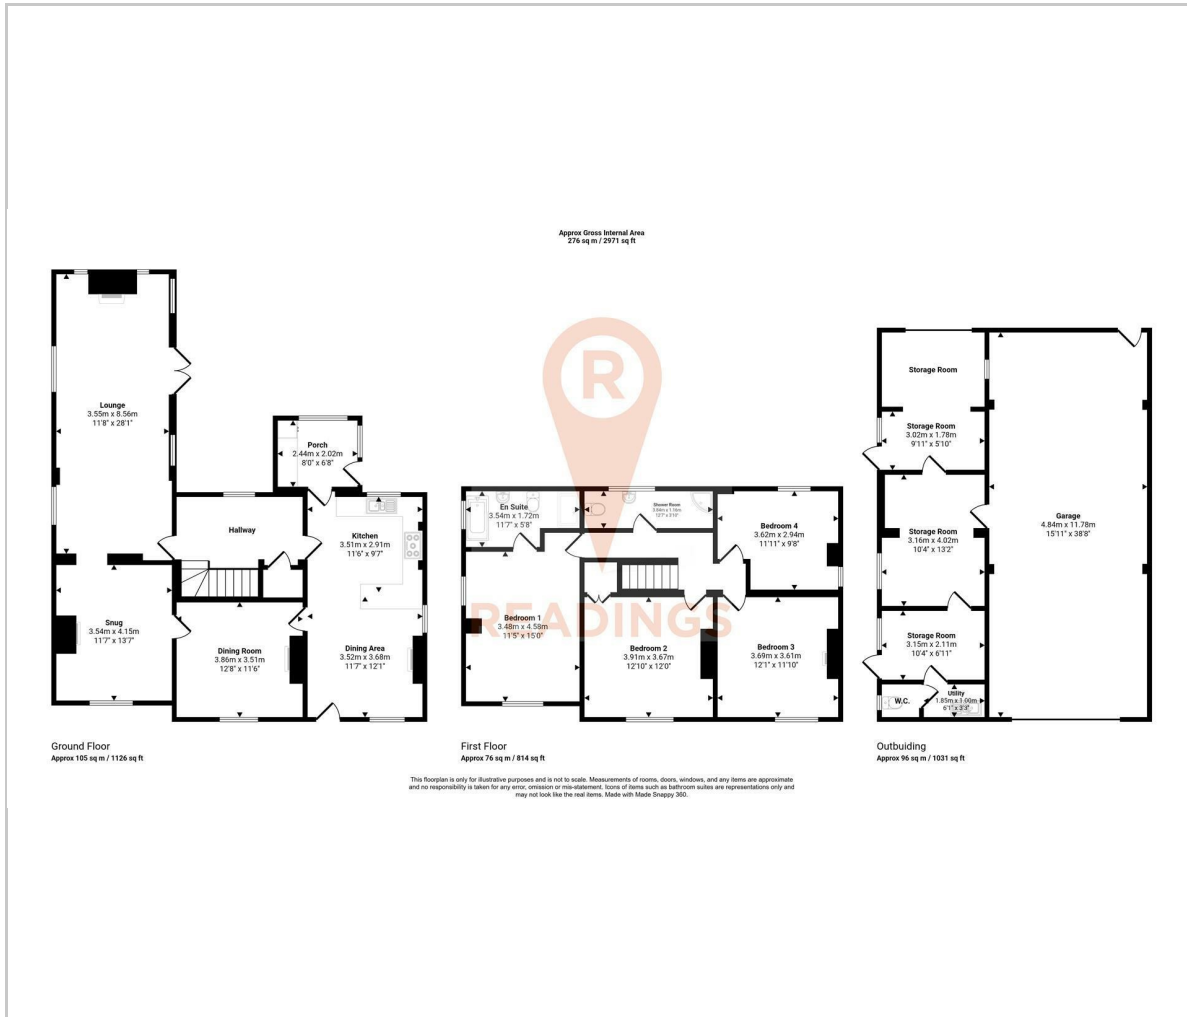 Approx Gross Internal Area
276 sq m / 2971 sq ft
Lounge
3.55m x 8.56m
11'8" x 28'1"
Porch
2.44m x 2.02m
8'0" x 6'8"
Hallway
Kitchen
3.51m x 2.91m
11'6" x 9'7"
Snug
3.54m x 4.15m
11'7" x 13'7"
Dining Room
3.86m x 3.51m
12'8" x 11'6"
Dining Area
3.52m x 3.68m
11'7" x 12'1"
Ground Floor
Approx 105 sq m / 1126 sq ft
R
READINGS
En Suite
3.54m x 1.72m
11'7" x 5'8"
Shower Room
Bedroom 4
3.62m x 2.94m
11'11" x 9'8"
Bedroom 1
3.48m x 4.58m
11'5" x 15'0"
Bedroom 2
3.91m x 3.67m
12'10" x 12'0"
Bedroom 3
3.69m x 3.61m
12'1" x 11'10"
First Floor
Approx 76 sq m / 814 sq ft
Storage Room
Storage Room
3.02m x 1.78m
9'11" x 5'10"
Storage Room
3.16m x 4.02m
10'4" x 13'2"
Garage
4.84m x 11.78m
15'11" x 38'8"
Storage Room
3.15m x 2.11m
10'4" x 6'11"
W.C.
Utility
1.85m x 1.00m
6'1" x 3'3"
Outbuiding
Approx 96 sq m / 1031 sq ft
This floorplan is only for illustrative purposes and is not to scale. Measurements of rooms, doors, windows, and any items are approximate
and no responsibility is taken for any error, omission or mis-statement. Icons of items such as bathroom suites are representations only and
may not look like the real items. Made with Made Snappy 360.